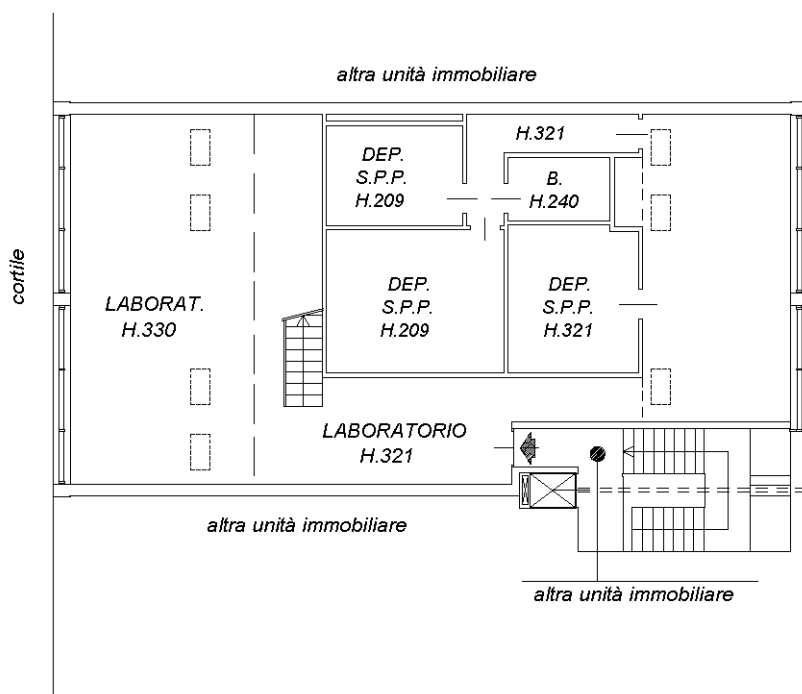 altra unità immobiliare
H.321
DEP.
S.P.P.
H.209
B.
H.240
cortile
LABORAT.
H.330
DEP.
S.P.P.
H.209
DEP.
S.P.P.
H.321
LABORATORIO
H.321
altra unità immobiliare
altra unità immobiliare